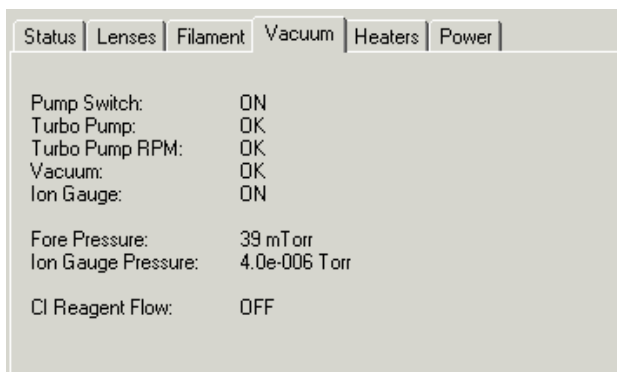 Status Lenses Filament Vacuum Heaters Power
Pump Switch: ON
Turbo Pump: OK
Turbo Pump RPM: OK
Vacuum: OK
Ion Gauge: ON
Fore Pressure: 39 mTorr
Ion Gauge Pressure: 4.0e-006 Torr
CI Reagent Flow: OFF